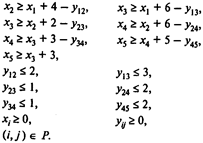 x₂ ≥ x₁ + 4 − y₁₂, x₃ ≥ x₁ + 6 − y₁₃,
x₃ ≥ x₂ + 2 − y₂₃, x₄ ≥ x₂ + 6 − y₂₄,
x₄ ≥ x₃ + 3 − y₃₄, x₅ ≥ x₄ + 5 − y₄₅,
x₅ ≥ x₃ + 3,
y₁₂ ≤ 2, y₁₃ ≤ 3,
y₂₃ ≤ 1, y₂₄ ≤ 2,
y₃₄ ≤ 1, y₄₅ ≤ 2,
xᵢ ≥ 0, yᵢⱼ ≥ 0,
(i, j) ∈ P.